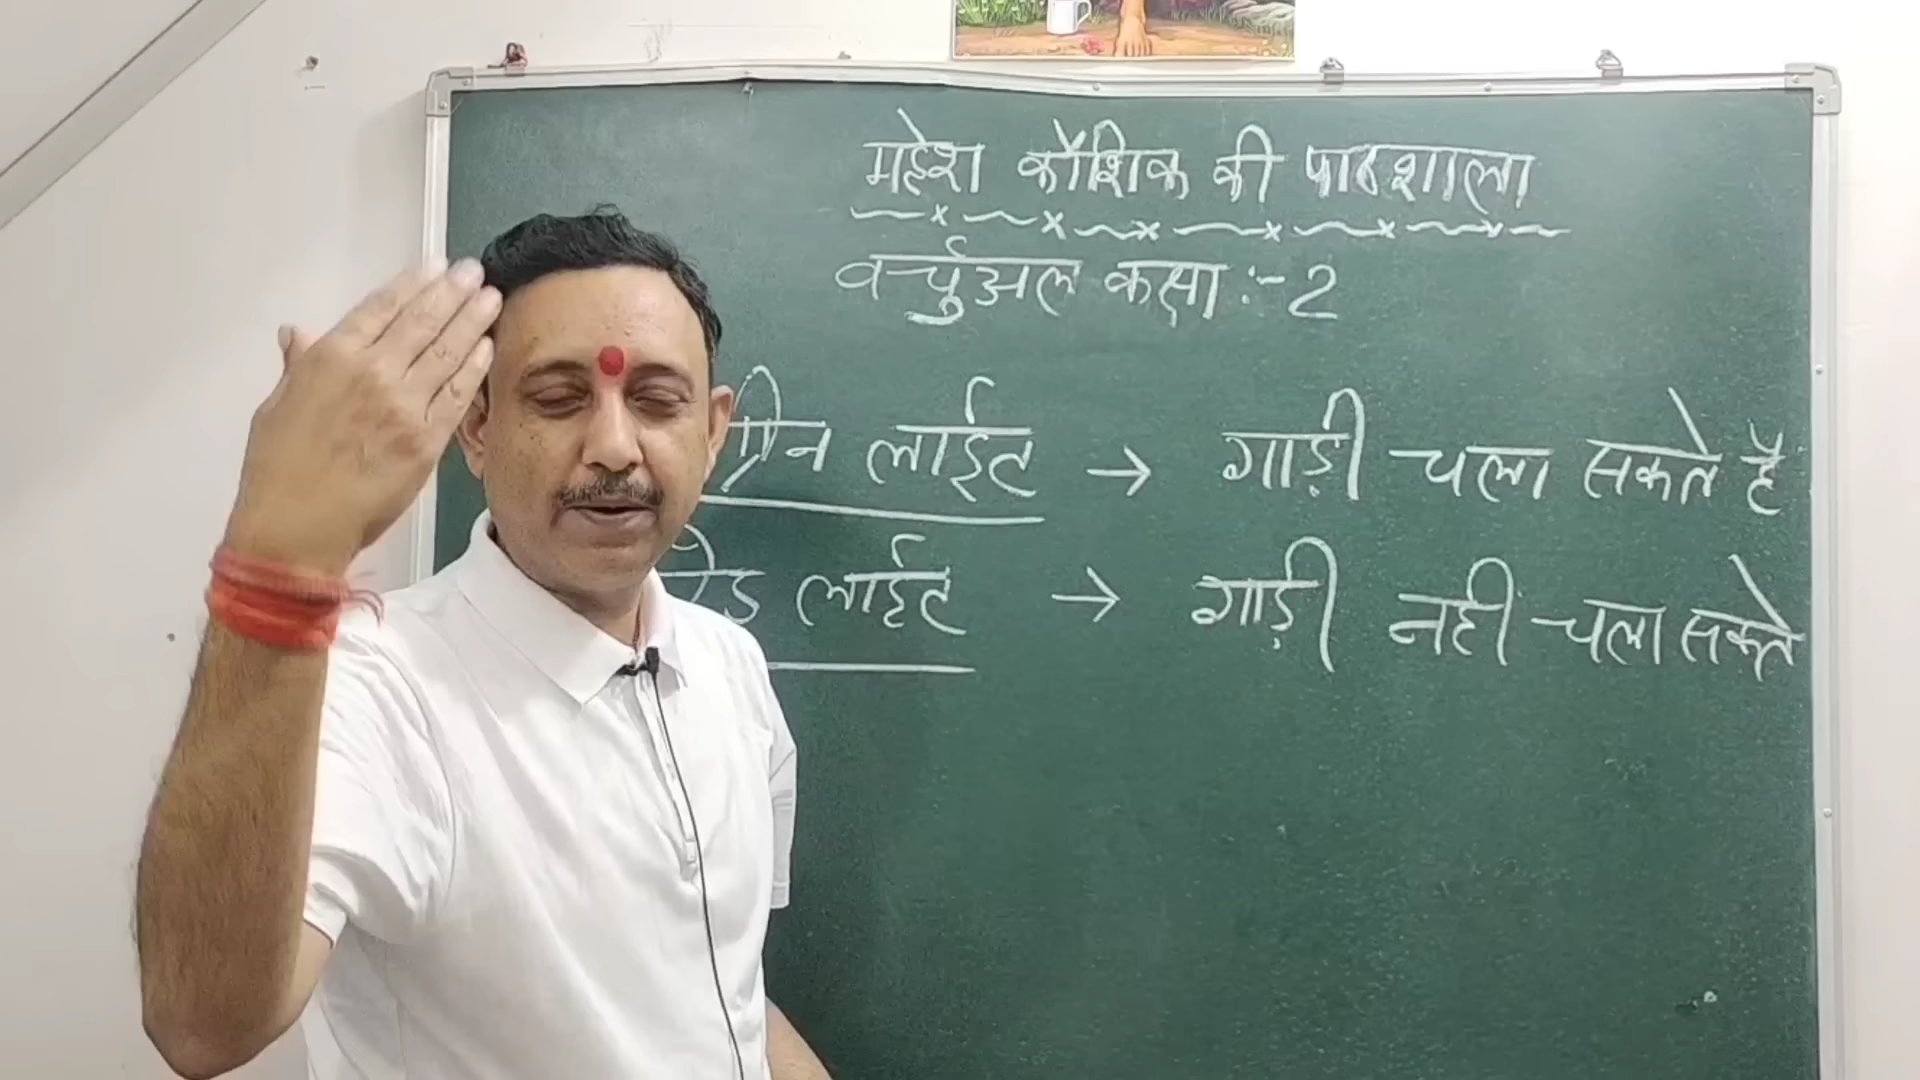 महेश कौशिक की पाठशाला
वर्चुअल कक्षा :- 2
ग्रीन लाईट → गाड़ी चला सकते है
रेड लाईट → गाड़ी नही चला सकते